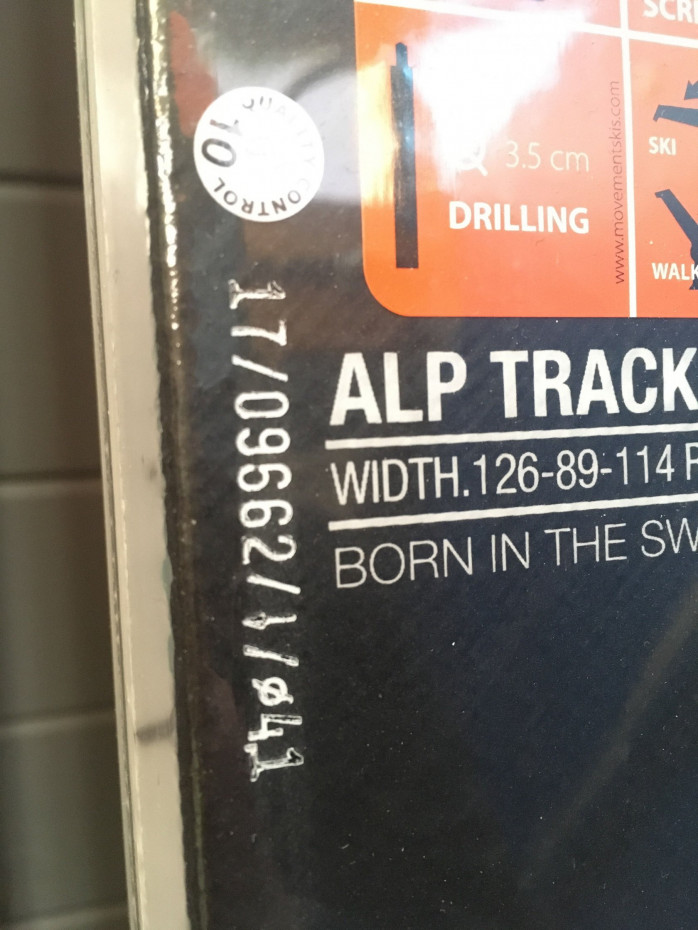 SCR
QUALITY CONTROL
10
3.5 cm
DRILLING
www.movementskis.com
SKI
WALK
17/09662/1/041
ALP TRACK
WIDTH.126-89-114
BORN IN THE SW